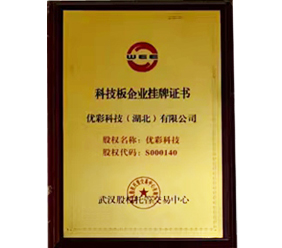 WEE
科技板企业挂牌证书
优彩科技（湖北）有限公司
股权名称：优彩科技
股权代码：S000140
武汉股权托管交易中心